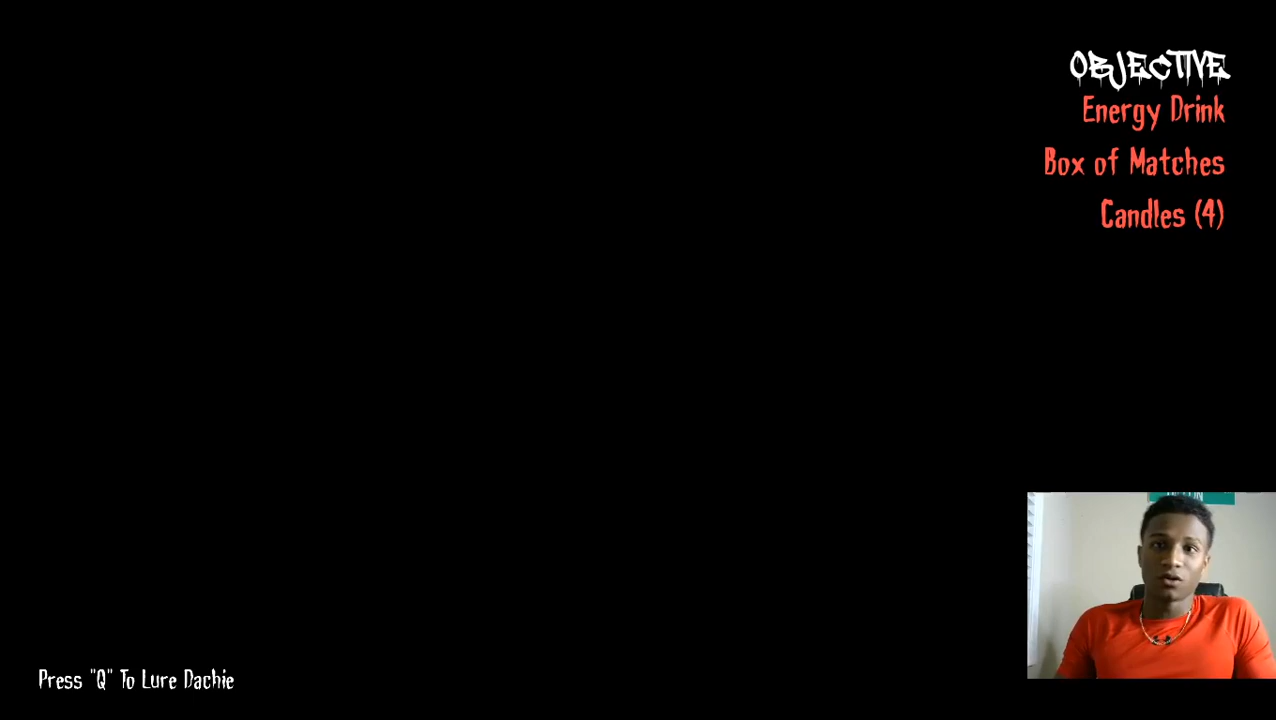 OBJECTIVE
Energy Drink
Box of Matches
Candles (4)
Press "Q" To Lure Dachie